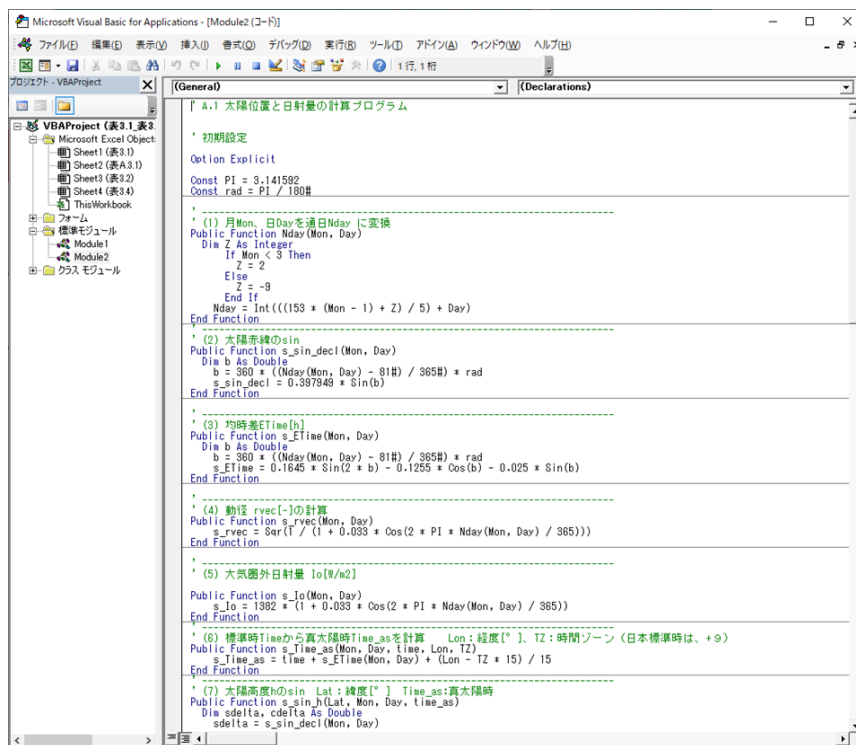 Microsoft Visual Basic for Applications - [Module2 (コード)]
ファイル(F) 編集(E) 表示(V) 挿入(I) 書式(O) デバッグ(D) 実行(R) ツール(T) アドイン(A) ウィンドウ(W) ヘルプ(H)
1 行, 1 桁
プロジェクト - VBAProject
VBAProject (表3.1_表3.
Microsoft Excel Object:
Sheet1 (表3.1)
Sheet2 (表A.3.1)
Sheet3 (表3.2)
Sheet4 (表3.4)
ThisWorkbook
フォーム
標準モジュール
Module1
Module2
クラス モジュール
(General)
(Declarations)
' A.1 太陽位置と日射量の計算プログラム
' 初期設定
Option Explicit
Const PI = 3.141592
Const rad = PI / 180#
' ------------------------------------------------------------
' (1) 月Mon、日Dayを通日Nday に変換
Public Function Nday(Mon, Day)
Dim Z As Integer
If Mon < 3 Then
Z = 2
Else
Z = -9
End If
Nday = Int(((153 * (Mon - 1) + Z) / 5) + Day)
End Function
' ------------------------------------------------------------
' (2) 太陽赤緯のsin
Public Function s_sin_decl(Mon, Day)
Dim b As Double
b = 360 * ((Nday(Mon, Day) - 81#) / 365#) * rad
s_sin_decl = 0.397949 * Sin(b)
End Function
' ------------------------------------------------------------
' (3) 均時差ETime[h]
Public Function s_ETime(Mon, Day)
Dim b As Double
b = 360 * ((Nday(Mon, Day) - 81#) / 365#) * rad
s_ETime = 0.1645 * Sin(2 * b) - 0.1255 * Cos(b) - 0.025 * Sin(b)
End Function
' ------------------------------------------------------------
' (4) 動径 rvec[-]の計算
Public Function s_rvec(Mon, Day)
s_rvec = Sqr(1 / (1 + 0.033 * Cos(2 * PI * Nday(Mon, Day) / 365)))
End Function
' ------------------------------------------------------------
' (5) 大気圏外日射量 Io[W/m2]
Public Function s_Io(Mon, Day)
s_Io = 1382 * (1 + 0.033 * Cos(2 * PI * Nday(Mon, Day) / 365))
End Function
' ------------------------------------------------------------
' (6) 標準時Timeから真太陽時Time_asを計算 Lon：経度[°]、TZ：時間ゾーン（日本標準時は、+９）
Public Function s_Time_as(Mon, Day, time, Lon, TZ)
s_Time_as = time + s_ETime(Mon, Day) + (Lon - TZ * 15) / 15
End Function
' ------------------------------------------------------------
' (7) 太陽高度hのsin Lat：緯度[°] Time_as:真太陽時
Public Function s_sin_h(Lat, Mon, Day, time_as)
Dim sdelta, cdelta As Double
sdelta = s_sin_decl(Mon, Day)